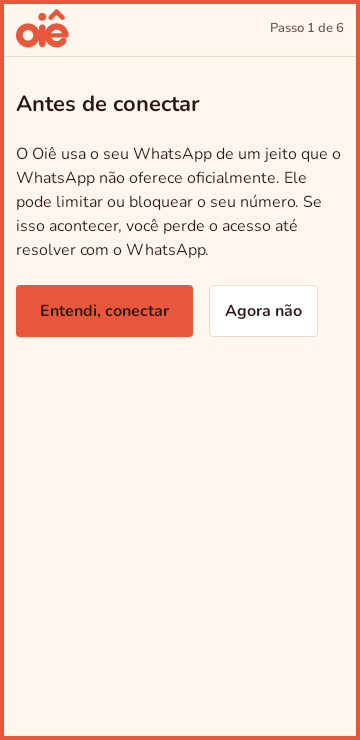 oiê
Passo 1 de 6
Antes de conectar
O Oiê usa o seu WhatsApp de um jeito que o
WhatsApp não oferece oficialmente. Ele
pode limitar ou bloquear o seu número. Se
isso acontecer, você perde o acesso até
resolver com o WhatsApp.
Entendi, conectar
Agora não